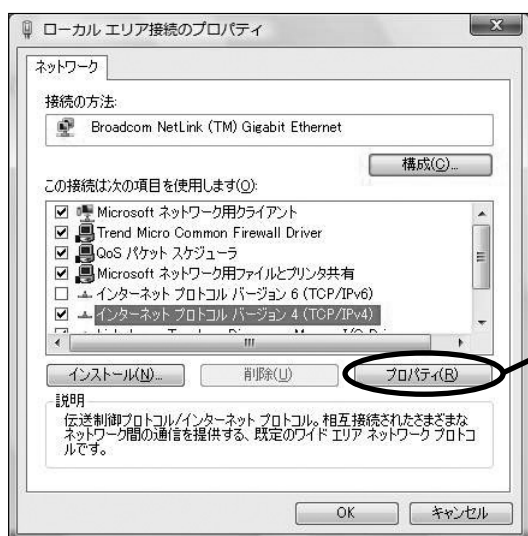 ローカル エリア接続のプロパティ
ネットワーク
接続の方法:
Broadcom NetLink (TM) Gigabit Ethernet
構成(C)...
この接続は次の項目を使用します(O):
Microsoft ネットワーク用クライアント
Trend Micro Common Firewall Driver
QoS パケット スケジューラ
Microsoft ネットワーク用ファイルとプリンタ共有
インターネット プロトコル バージョン 6 (TCP/IPv6)
インターネット プロトコル バージョン 4 (TCP/IPv4)
インストール(N)...
削除(U)
プロパティ(R)
説明
伝送制御プロトコル/インターネット プロトコル。相互接続されたさまざまな
ネットワーク間の通信を提供する、既定のワイド エリア ネットワーク プロトコ
ルです。
OK
キャンセル